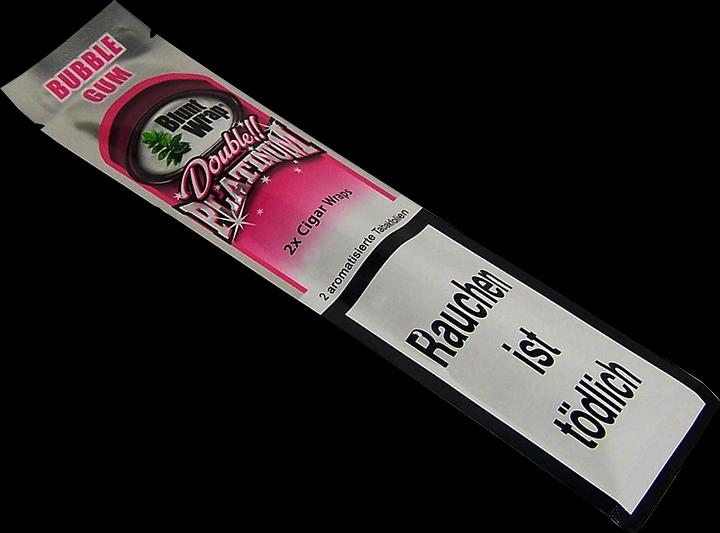 BUBBLE
GUM
Blunt
Wrap®
Double!!
PLATINUM
2x Cigar Wraps
2 aromatisierte Tabakfolien
Rauchen
ist
tödlich